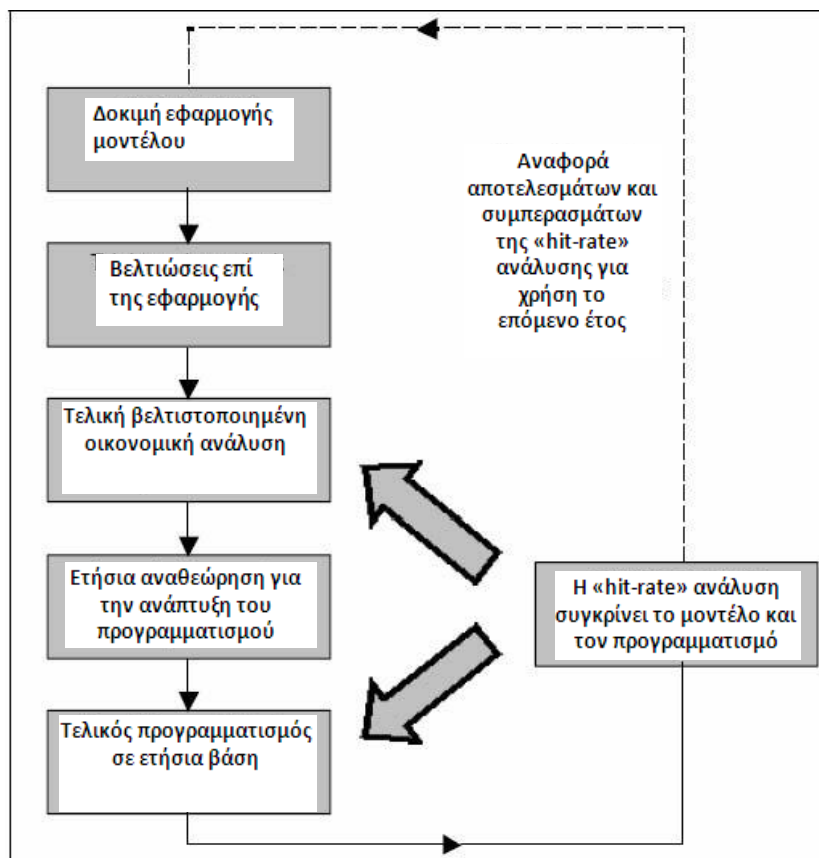 Δοκιμή εφαρμογής
μοντέλου
Βελτιώσεις επί
της εφαρμογής
Τελική βελτιστοποιημένη
οικονομική ανάλυση
Ετήσια αναθεώρηση για
την ανάπτυξη του
προγραμματισμού
Τελικός προγραμματισμός
σε ετήσια βάση
Αναφορά
αποτελεσμάτων και
συμπερασμάτων
της «hit-rate»
ανάλυσης για
χρήση το
επόμενο έτος
Η «hit-rate» ανάλυση
συγκρίνει το μοντέλο και
τον προγραμματισμό